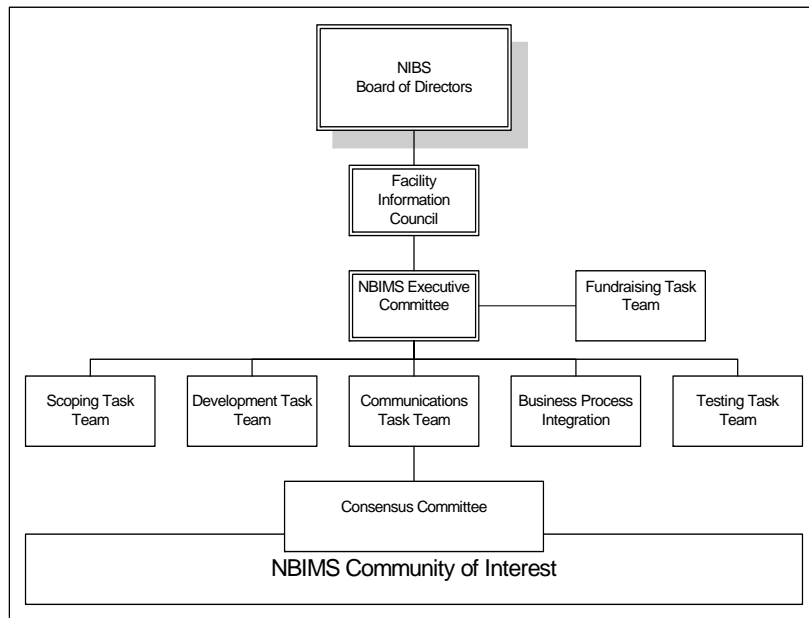 NIBS
Board of Directors
Facility
Information
Council
NBIMS Executive
Committee
Fundraising Task
Team
Scoping Task
Team
Development Task
Team
Communications
Task Team
Business Process
Integration
Testing Task
Team
Consensus Committee
NBIMS Community of Interest